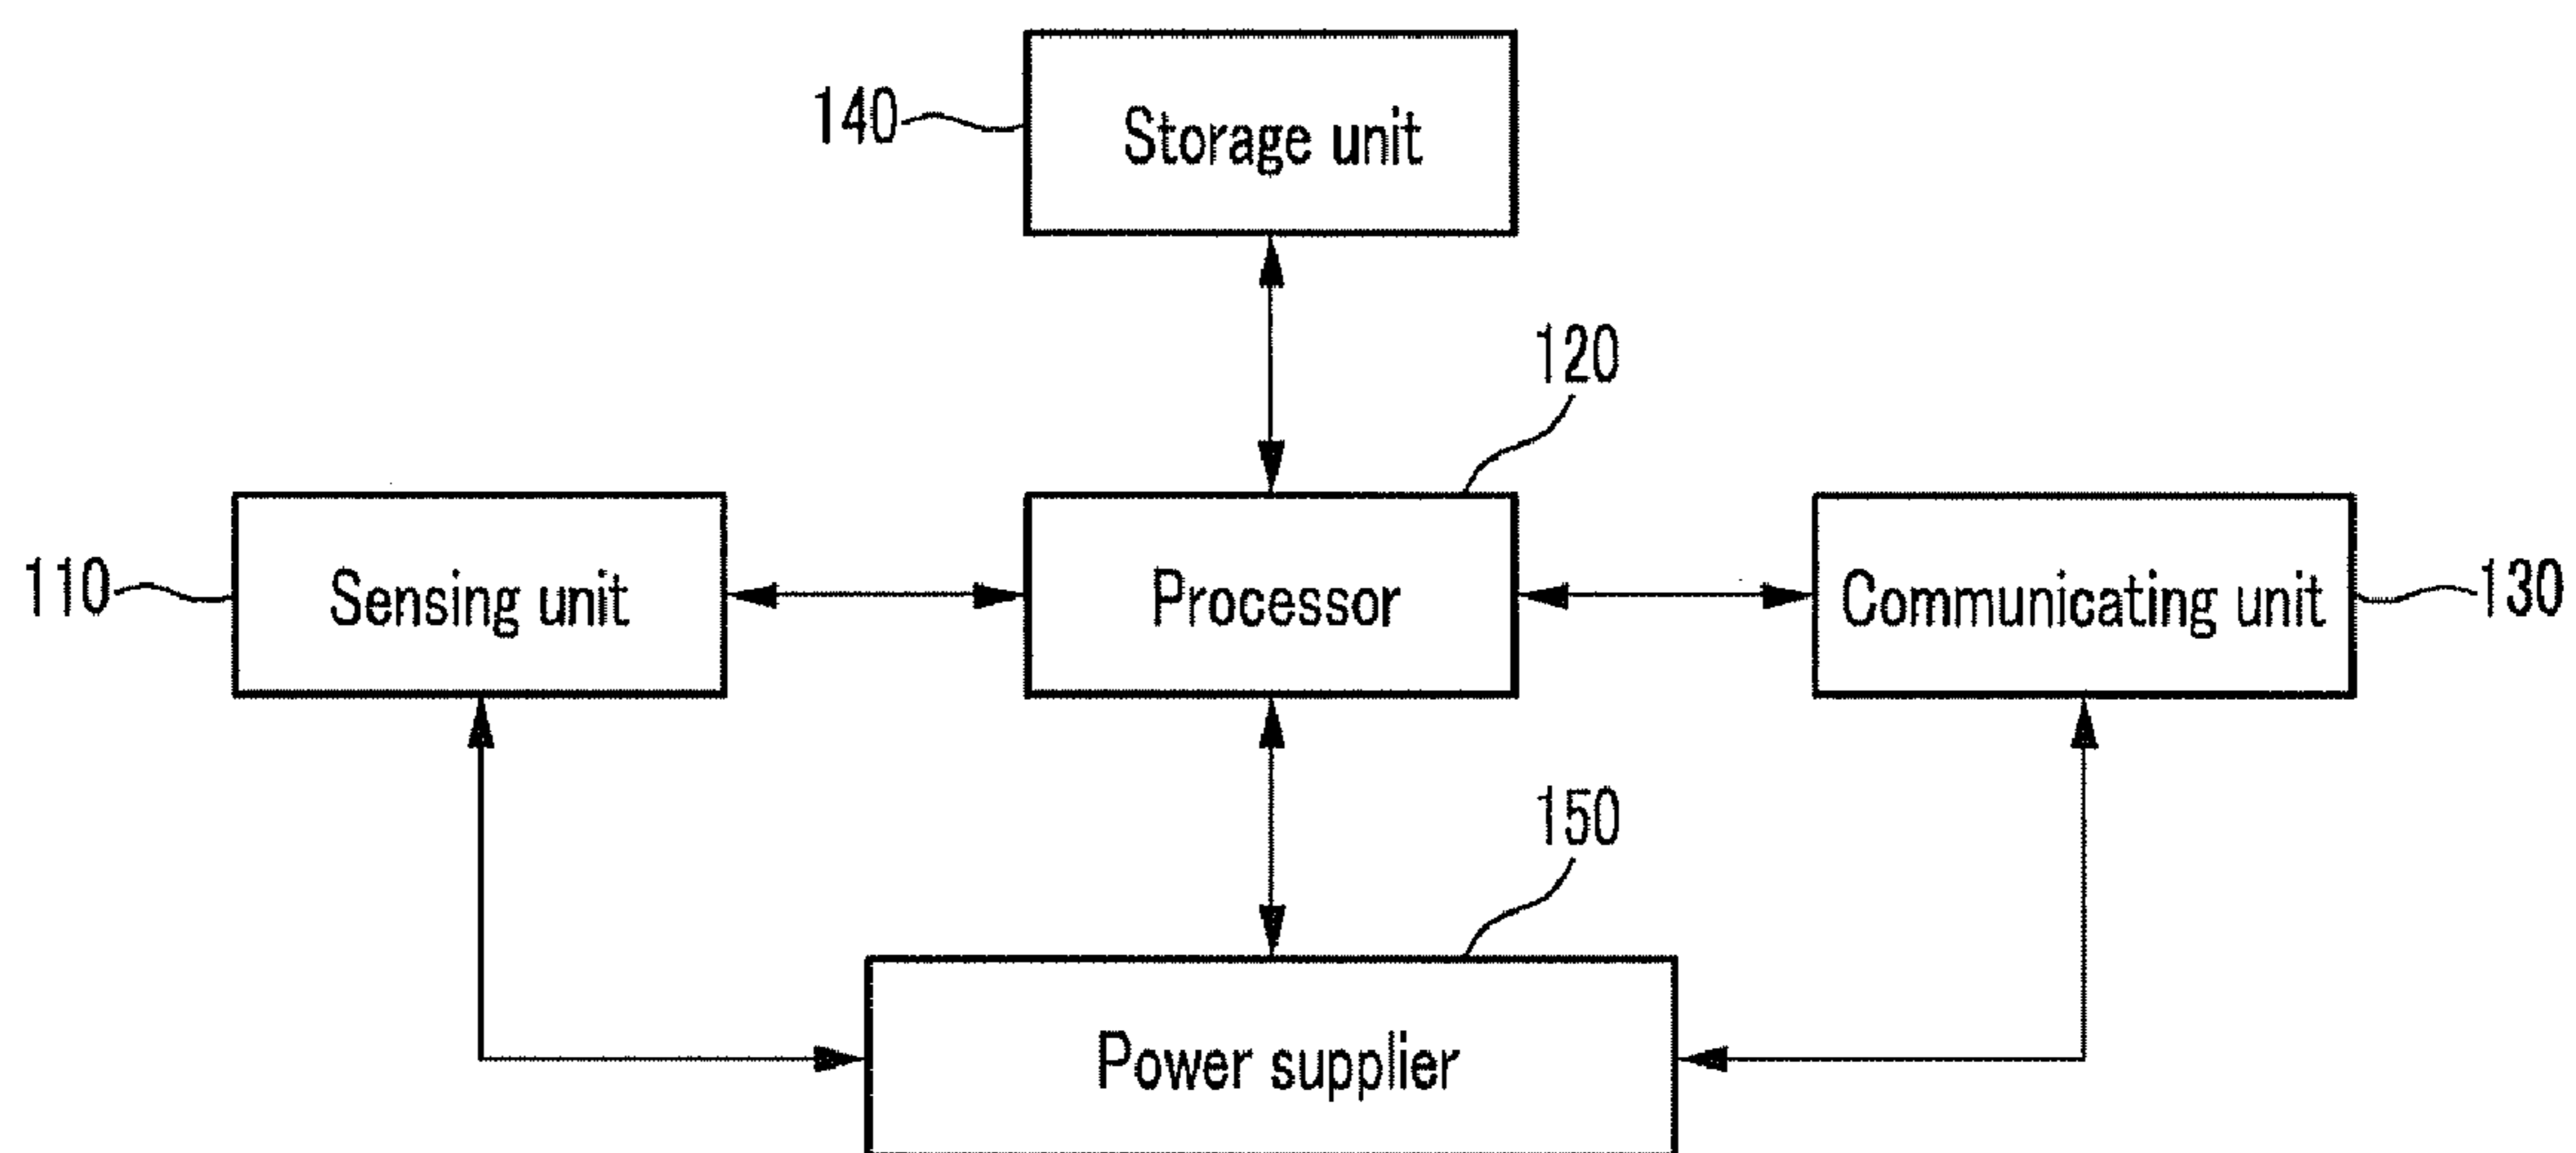 140
Storage unit
120
110
Sensing unit
Processor
Communicating unit
130
150
Power supplier